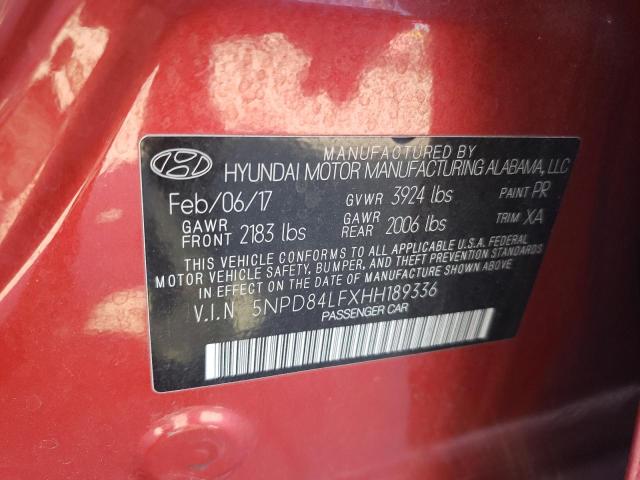 MANUFACTURED BY
HYUNDAI MOTOR MANUFACTURING ALABAMA, LLC
Feb/06/17 GVWR 3924 lbs PAINT PR
GAWR FRONT 2183 lbs GAWR REAR 2006 lbs TRIM XA
THIS VEHICLE CONFORMS TO ALL APPLICABLE U.S.A. FEDERAL
MOTOR VEHICLE SAFETY, BUMPER, AND THEFT PREVENTION STANDARDS
IN EFFECT ON THE DATE OF MANUFACTURE SHOWN ABOVE.
V.I.N 5NPD84LFXHH189336
PASSENGER CAR